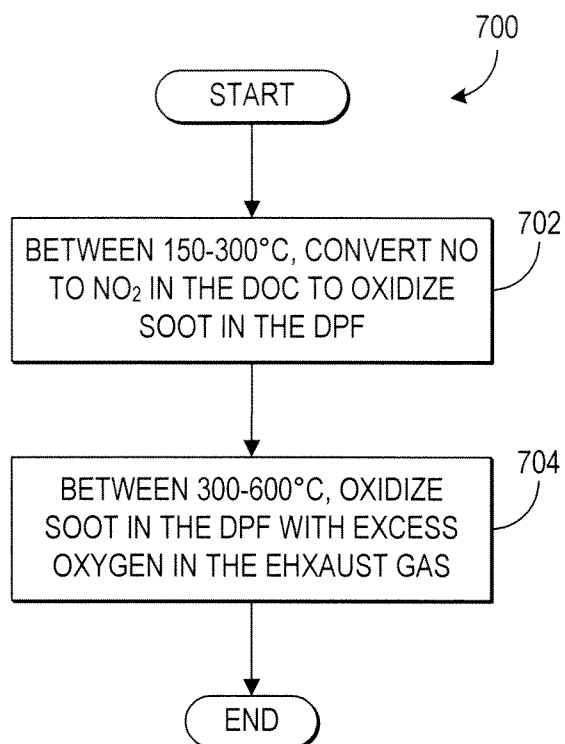 700
START
702
BETWEEN 150-300°C, CONVERT NO
TO NO₂ IN THE DOC TO OXIDIZE
SOOT IN THE DPF
704
BETWEEN 300-600°C, OXIDIZE
SOOT IN THE DPF WITH EXCESS
OXYGEN IN THE EHXAUST GAS
END